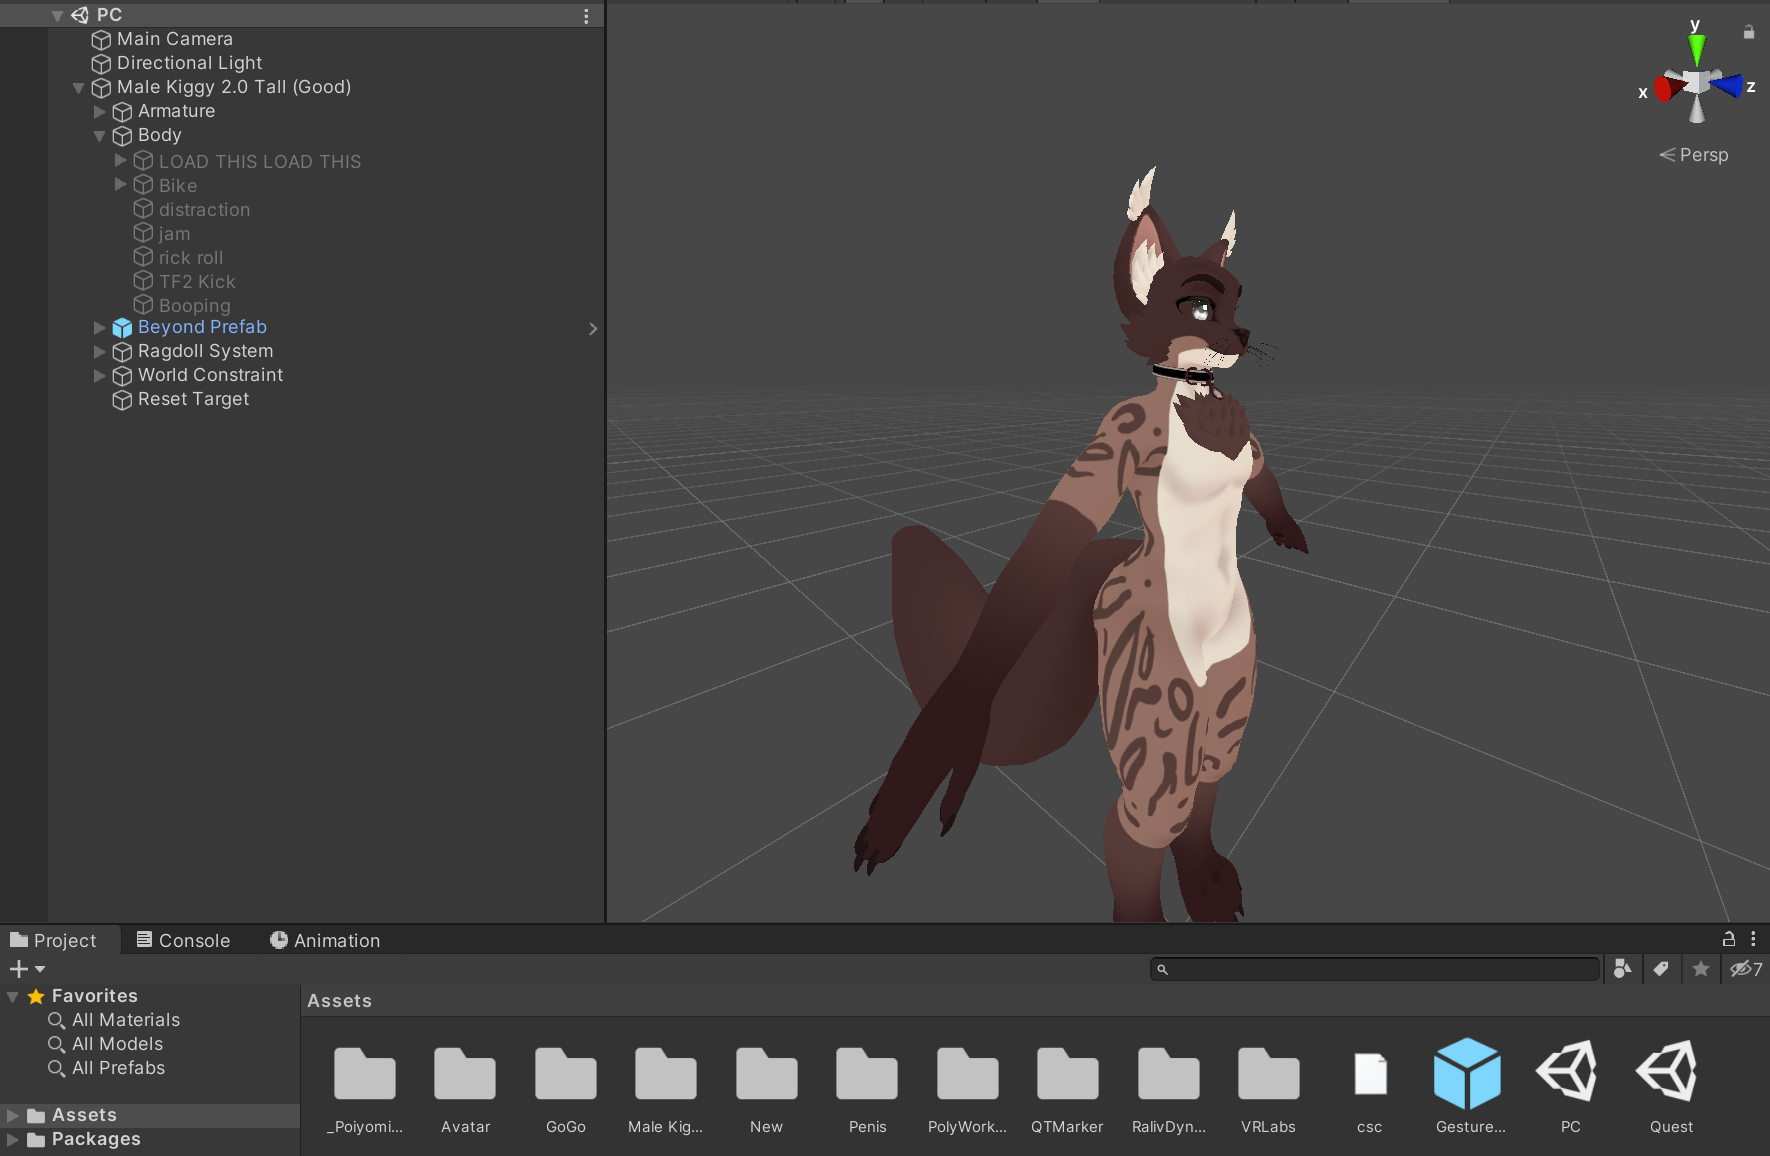 PC
Main Camera
Directional Light
Male Kiggy 2.0 Tall (Good)
Armature
Body
LOAD THIS LOAD THIS
Bike
distraction
jam
rick roll
TF2 Kick
Booping
Beyond Prefab
Ragdoll System
World Constraint
Reset Target
y
x
z
Persp
Project
Console
Animation
7
Favorites
All Materials
All Models
All Prefabs
Assets
Packages
Assets
_Poiyomi...
Avatar
GoGo
Male Kig...
New
Penis
PolyWork...
QTMarker
RalivDyn...
VRLabs
csc
Gesture...
PC
Quest